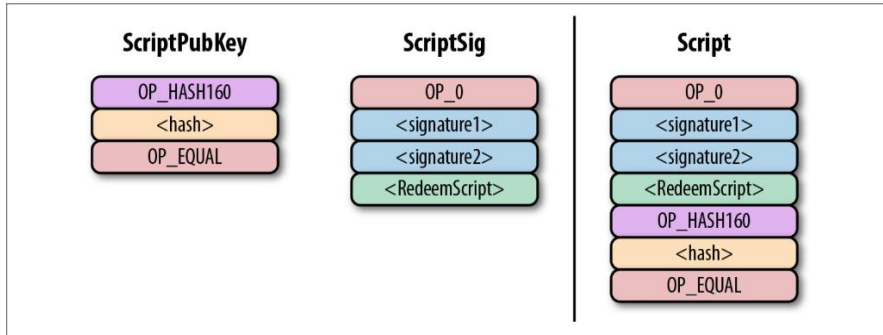 ScriptPubKey
OP_HASH160
<hash>
OP_EQUAL
ScriptSig
OP_0
<signature1>
<signature2>
<RedeemScript>
Script
OP_0
<signature1>
<signature2>
<RedeemScript>
OP_HASH160
<hash>
OP_EQUAL